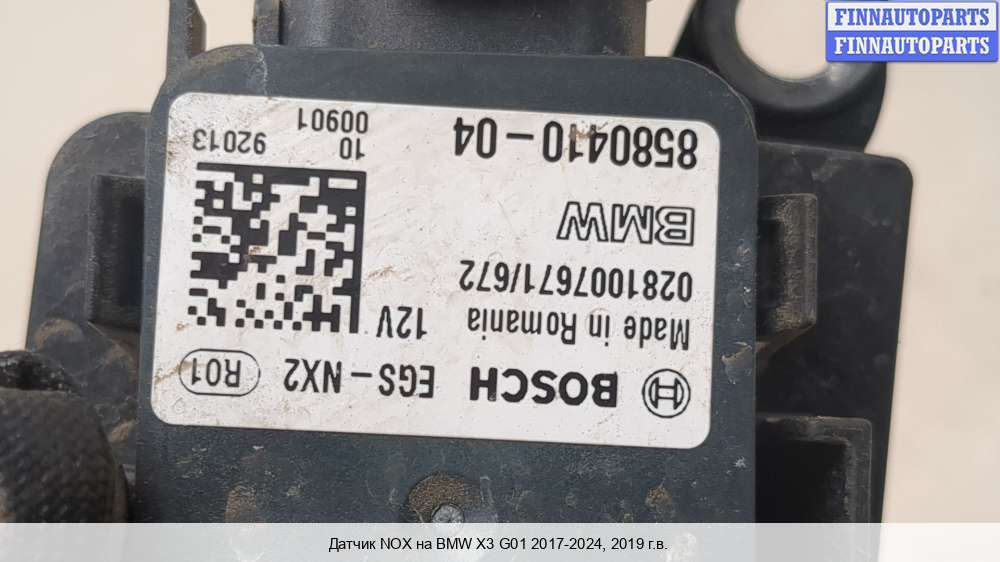 FINNAUTOPARTS
FINNAUTOPARTS
BOSCH EGS-NX2 R01
Made in Romania 12V
0281007671/672
BMW
8580410-04
10 92013
00901
Датчик NOX на BMW X3 G01 2017-2024, 2019 г.в.